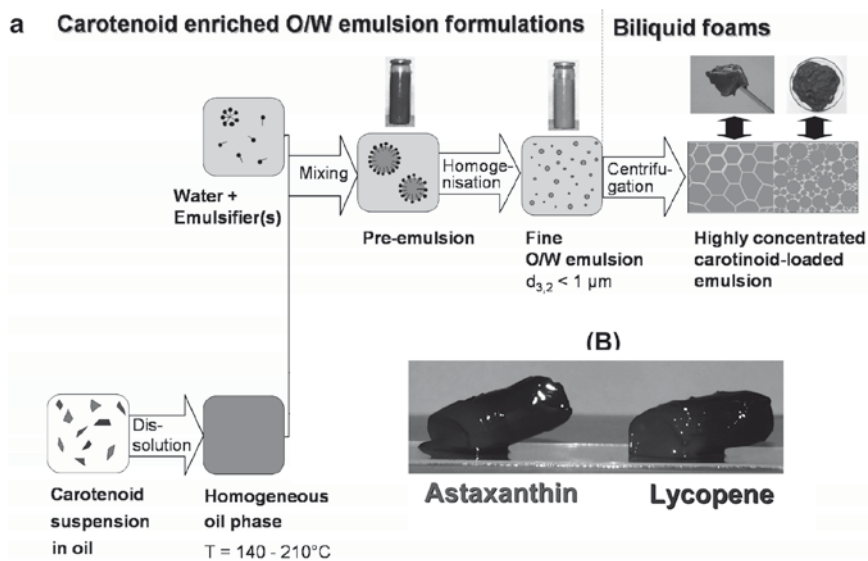 a Carotenoid enriched O/W emulsion formulations
Biliquid foams
Water +
Emulsifier(s)
Mixing
Pre-emulsion
Homoge-
nisation
Fine
O/W emulsion
d3,2 < 1 µm
Centrifu-
gation
Highly concentrated
carotinoid-loaded
emulsion
Carotenoid
suspension
in oil
Dis-
solution
Homogeneous
oil phase
T = 140 - 210°C
(B)
Astaxanthin
Lycopene